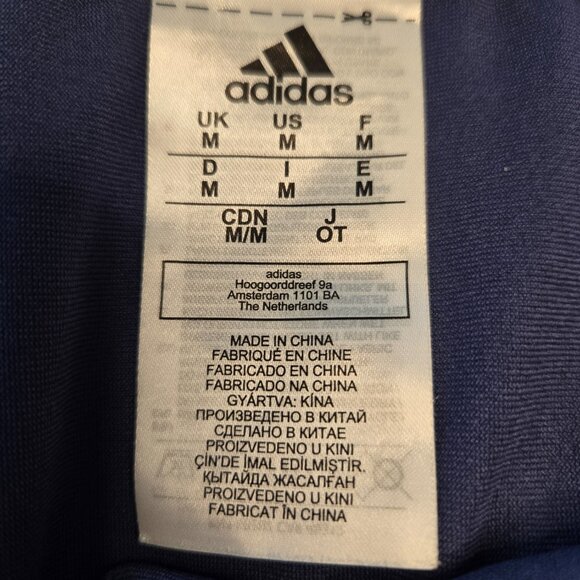 adidas
UK US F
M M M
D I E
M M M
CDN J
M/M OT
adidas
Hoogoorddreef 9a
Amsterdam 1101 BA
The Netherlands
MADE IN CHINA
FABRIQUÉ EN CHINE
FABRICADO EN CHINA
FABRICADO NA CHINA
GYÁRTVA: KÍNA
ПРОИЗВЕДЕНО В КИТАЙ
СДЕЛАНО В КИТАЕ
PROIZVEDENO U KINI
ÇİN'DE İMAL EDİLMİŞTİR.
ҚЫТАЙДА ЖАСАЛҒАН
PROIZVEDENO U KINI
FABRICAT ÎN CHINA